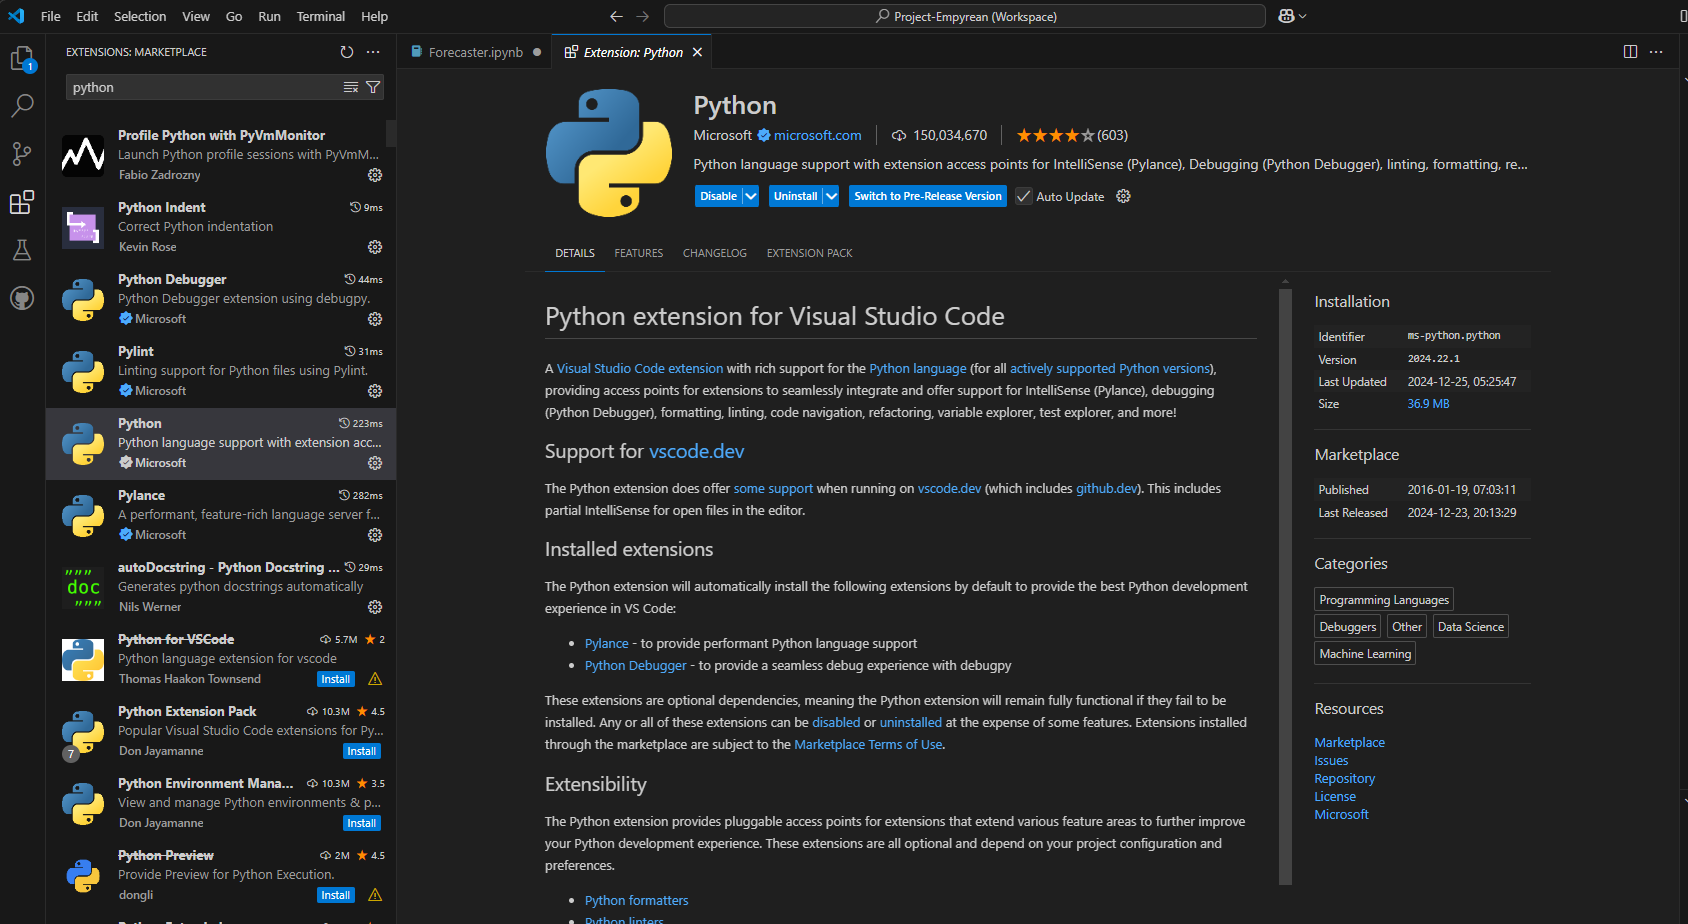 File Edit Selection View Go Run Terminal Help
Project-Empyrean (Workspace)
EXTENSIONS: MARKETPLACE
1
python
Profile Python with PyVmMonitor
Launch Python profile sessions with PyVmM...
Fabio Zadrozny
Python Indent 9ms
Correct Python indentation
Kevin Rose
Python Debugger 44ms
Python Debugger extension using debugpy.
Microsoft
Pylint 31ms
Linting support for Python files using Pylint.
Microsoft
Python 223ms
Python language support with extension acc...
Microsoft
Pylance 282ms
A performant, feature-rich language server f...
Microsoft
autoDocstring - Python Docstring ... 29ms
""" doc """
Generates python docstrings automatically
Nils Werner
Python for VSCode 5.7M 2
Python language extension for vscode
Thomas Haakon Townsend Install
Python Extension Pack 10.3M 4.5
Popular Visual Studio Code extensions for Py...
7
Don Jayamanne Install
Python Environment Mana... 10.3M 3.5
View and manage Python environments & p...
Don Jayamanne Install
Python Preview 2M 4.5
Provide Preview for Python Execution.
dongli Install
Forecaster.ipynb
Extension: Python
Python
Microsoft microsoft.com 150,034,670 (603)
Python language support with extension access points for IntelliSense (Pylance), Debugging (Python Debugger), linting, formatting, re...
Disable Uninstall Switch to Pre-Release Version Auto Update
DETAILS FEATURES CHANGELOG EXTENSION PACK
Python extension for Visual Studio Code
A Visual Studio Code extension with rich support for the Python language (for all actively supported Python versions),
providing access points for extensions to seamlessly integrate and offer support for IntelliSense (Pylance), debugging
(Python Debugger), formatting, linting, code navigation, refactoring, variable explorer, test explorer, and more!
Support for vscode.dev
The Python extension does offer some support when running on vscode.dev (which includes github.dev). This includes
partial IntelliSense for open files in the editor.
Installed extensions
The Python extension will automatically install the following extensions by default to provide the best Python development
experience in VS Code:
• Pylance - to provide performant Python language support
• Python Debugger - to provide a seamless debug experience with debugpy
These extensions are optional dependencies, meaning the Python extension will remain fully functional if they fail to be
installed. Any or all of these extensions can be disabled or uninstalled at the expense of some features. Extensions installed
through the marketplace are subject to the Marketplace Terms of Use.
Extensibility
The Python extension provides pluggable access points for extensions that extend various feature areas to further improve
your Python development experience. These extensions are all optional and depend on your project configuration and
preferences.
• Python formatters
• Python linters
Installation
Identifier ms-python.python
Version 2024.22.1
Last Updated 2024-12-25, 05:25:47
Size 36.9 MB
Marketplace
Published 2016-01-19, 07:03:11
Last Released 2024-12-23, 20:13:29
Categories
Programming Languages
Debuggers Other Data Science
Machine Learning
Resources
Marketplace
Issues
Repository
License
Microsoft